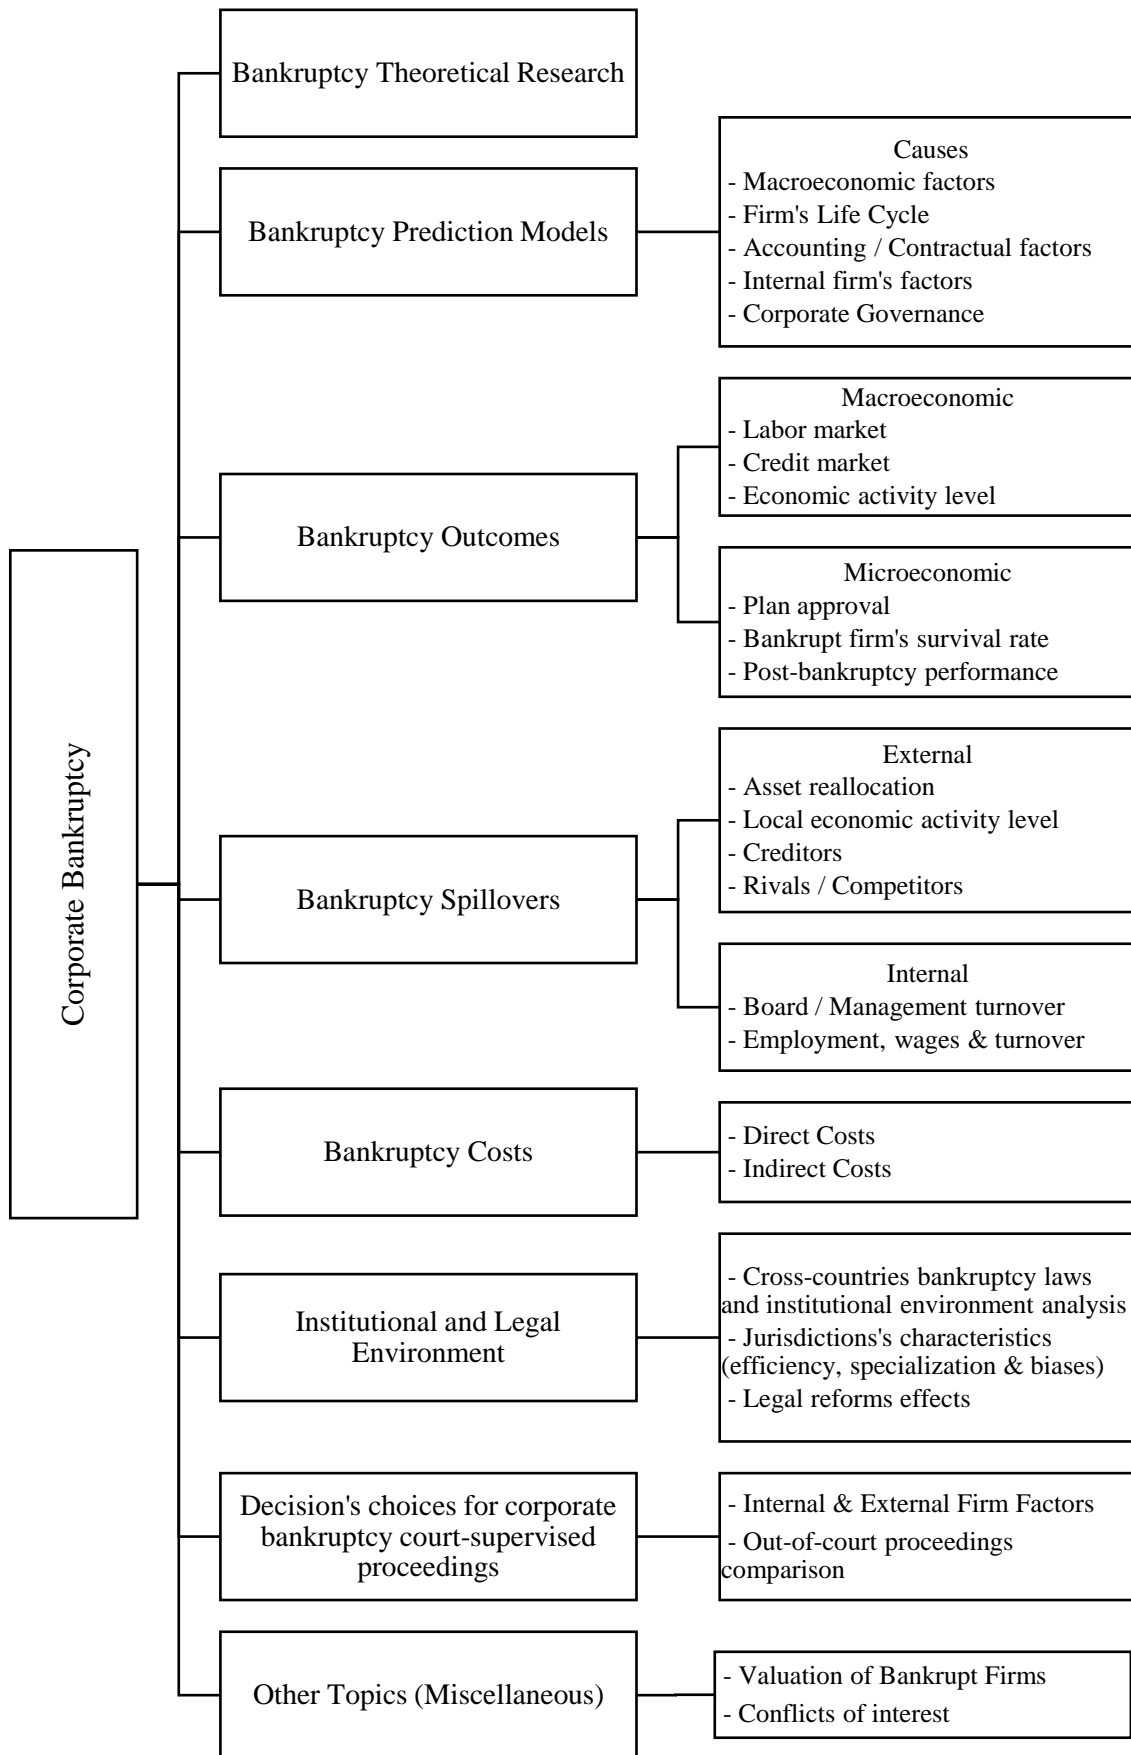 Corporate Bankruptcy
Bankruptcy Theoretical Research
Bankruptcy Prediction Models
Causes
- Macroeconomic factors
- Firm's Life Cycle
- Accounting / Contractual factors
- Internal firm's factors
- Corporate Governance
Bankruptcy Outcomes
Macroeconomic
- Labor market
- Credit market
- Economic activity level
Microeconomic
- Plan approval
- Bankrupt firm's survival rate
- Post-bankruptcy performance
Bankruptcy Spillovers
External
- Asset reallocation
- Local economic activity level
- Creditors
- Rivals / Competitors
Internal
- Board / Management turnover
- Employment, wages & turnover
Bankruptcy Costs
- Direct Costs
- Indirect Costs
Institutional and Legal
Environment
- Cross-countries bankruptcy laws
and institutional environment analysis
- Jurisdictions's characteristics
(efficiency, specialization & biases)
- Legal reforms effects
Decision's choices for corporate
bankruptcy court-supervised
proceedings
- Internal & External Firm Factors
- Out-of-court proceedings
comparison
Other Topics (Miscellaneous)
- Valuation of Bankrupt Firms
- Conflicts of interest